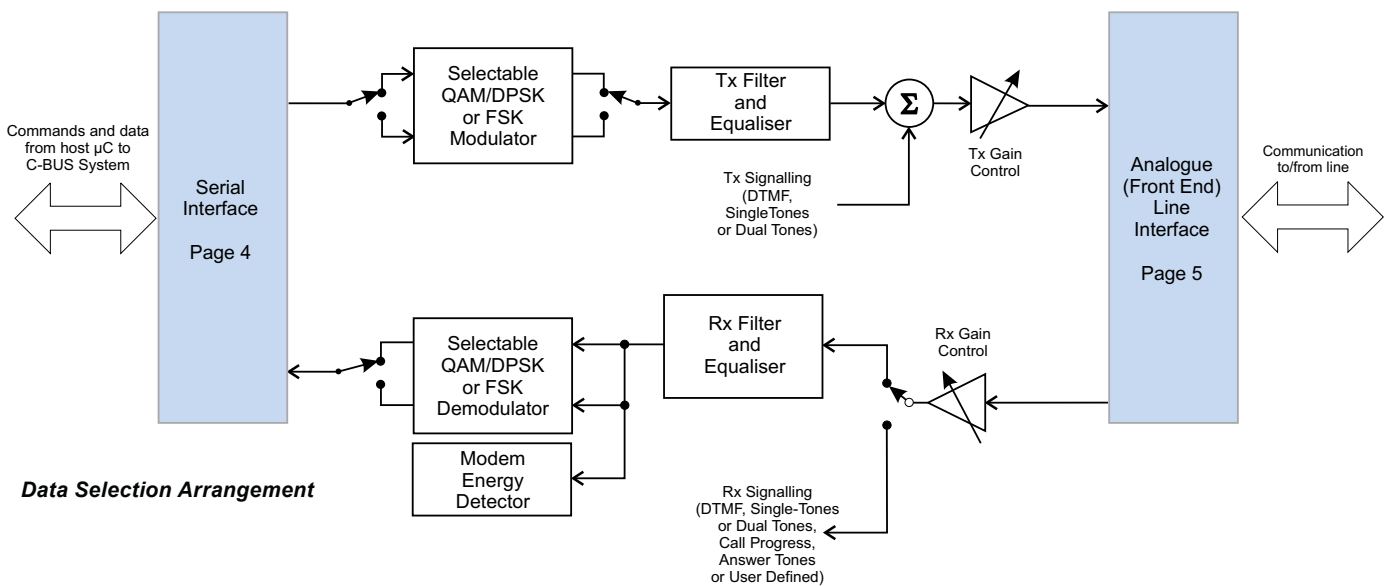 Commands and data
from host µC to
C-BUS System
Serial
Interface
Page 4
Selectable
QAM/DPSK
or FSK
Modulator
Tx Filter
and
Equaliser
Σ
Tx Gain
Control
Tx Signalling
(DTMF,
SingleTones
or Dual Tones)
Analogue
(Front End)
Line
Interface
Page 5
Communication
to/from line
Selectable
QAM/DPSK
or FSK
Demodulator
Modem
Energy
Detector
Rx Filter
and
Equaliser
Rx Gain
Control
Rx Signalling
(DTMF, Single-Tones
or Dual Tones,
Call Progress,
Answer Tones
or User Defined)
Data Selection Arrangement